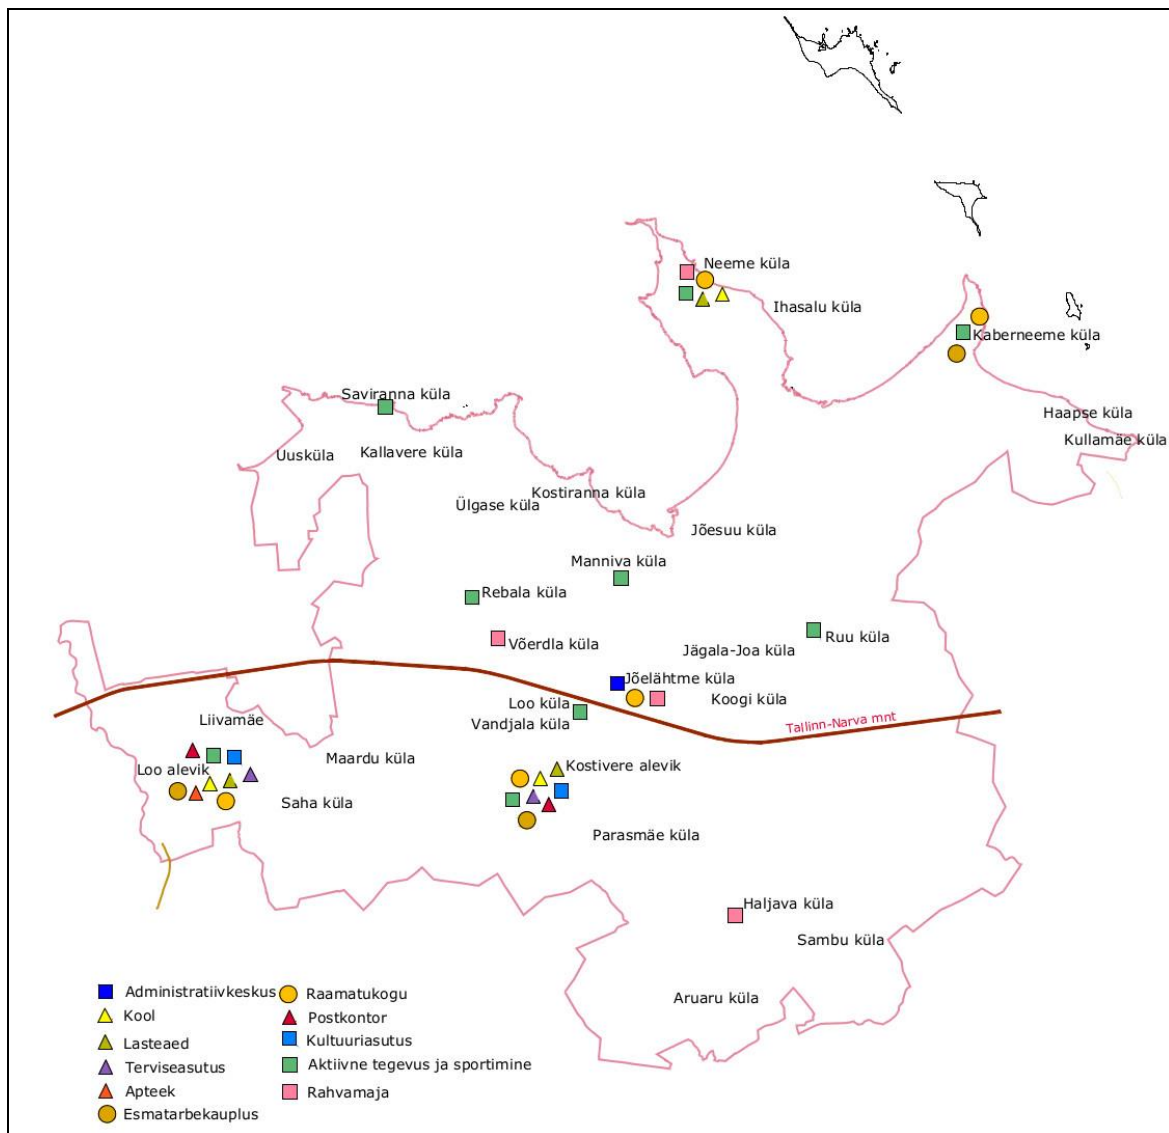 Neeme küla
Ihasalu küla
Kaberneeme küla
Saviranna küla
Haapse küla
Kullamäe küla
Uusküla
Kallavere küla
Kostiranna küla
Ülgase küla
Jõesuu küla
Manniva küla
Rebala küla
Ruu küla
Võerdla küla
Jägala-Joa küla
Jõelähtme küla
Koogi küla
Loo küla
Vandjala küla
Tallinn-Narva mnt
Liivamäe
Maardu küla
Loo alevik
Kostivere alevik
Saha küla
Parasmäe küla
Haljava küla
Sambu küla
Aruaru küla
Administratiivkeskus
Kool
Lasteaed
Terviseasutus
Apteek
Esmatarbekauplus
Raamatukogu
Postkontor
Kultuuriasutus
Aktiivne tegevus ja sportimine
Rahvamaja